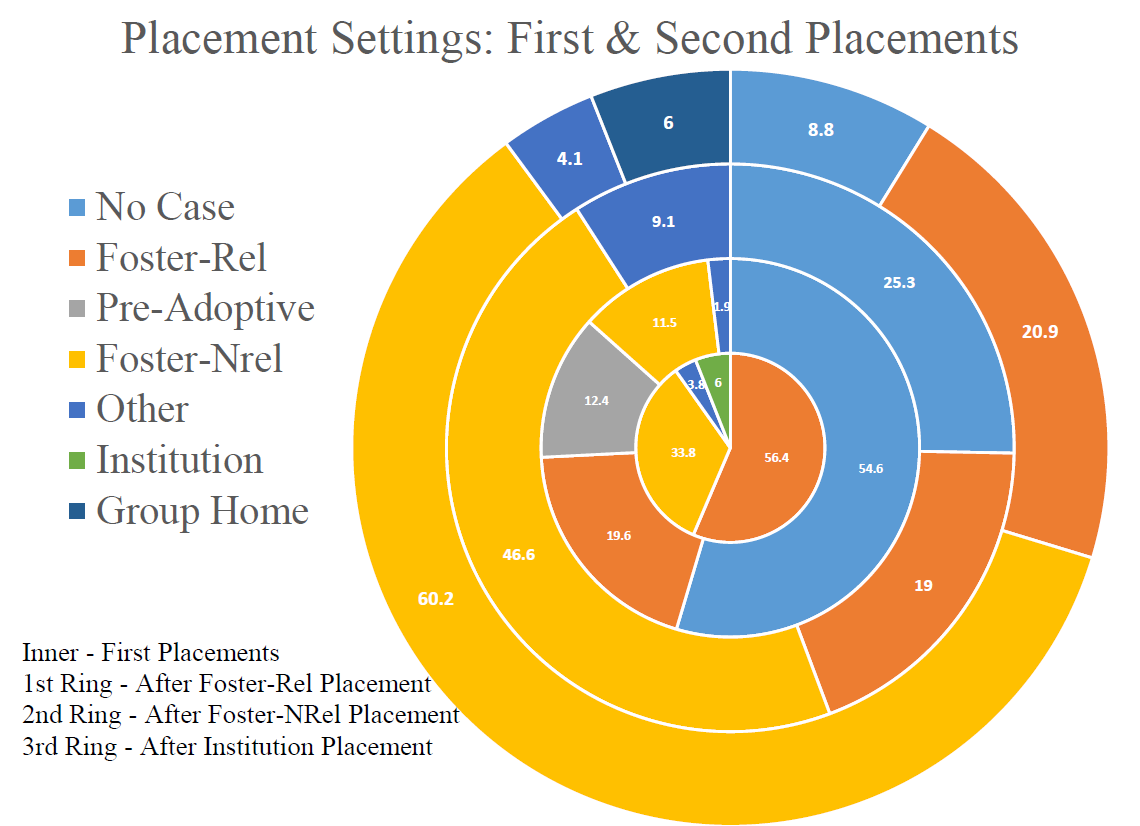 Placement Settings: First & Second Placements
No Case
Foster-Rel
Pre-Adoptive
Foster-Nrel
Other
Institution
Group Home
6
8.8
4.1
9.1
25.3
20.9
11.5
1.9
12.4
3.8
6
33.8
56.4
54.6
19.6
46.6
60.2
19
Inner - First Placements
1st Ring - After Foster-Rel Placement
2nd Ring - After Foster-NRel Placement
3rd Ring - After Institution Placement